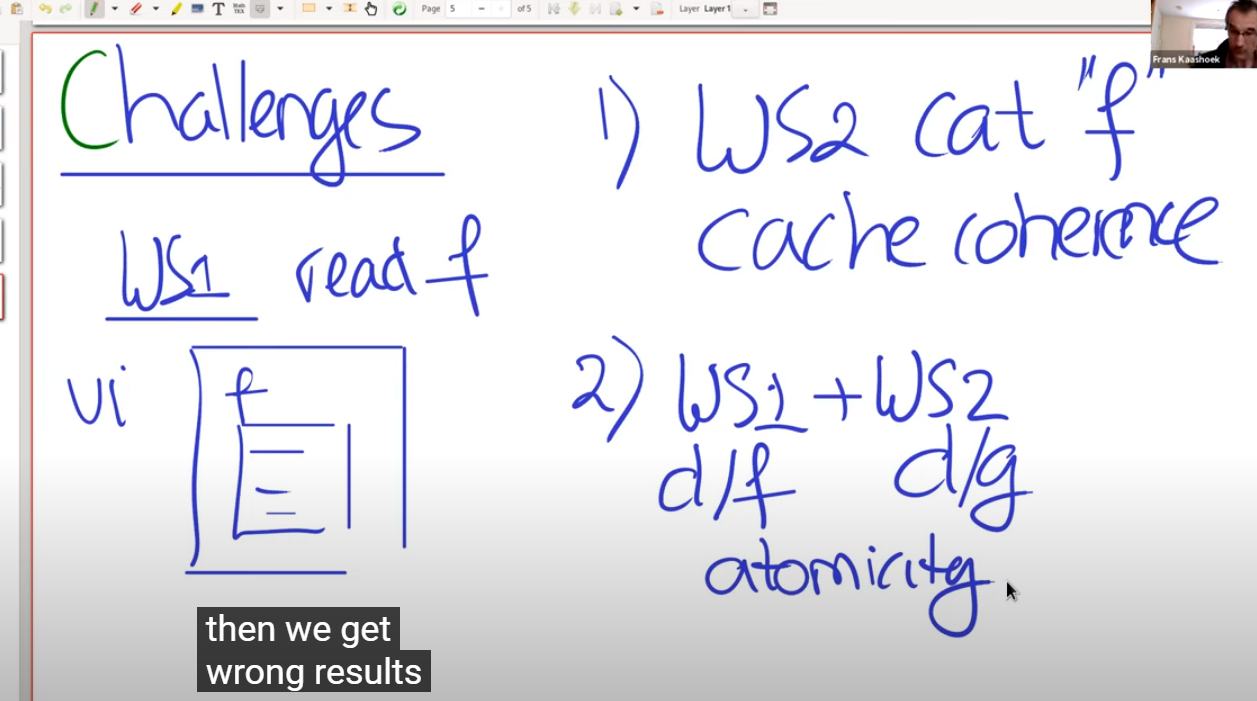 Page 5 of 5 Layer Layer 1
Frans Kaashoek
Challenges
WS1 read f
vi
f
1) WS2 cat "f"
cache coherence
2) WS1 + WS2
d/f d/g
atomicity
then we get
wrong results